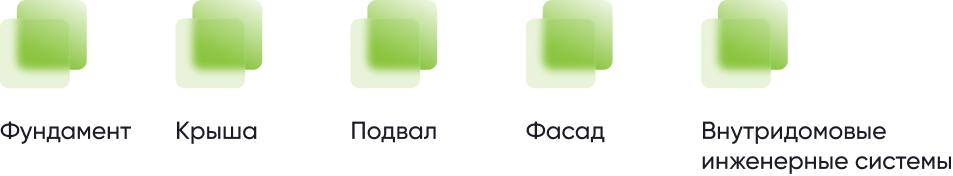 Фундамент
Крыша
Подвал
Фасад
Внутридомовые
инженерные системы